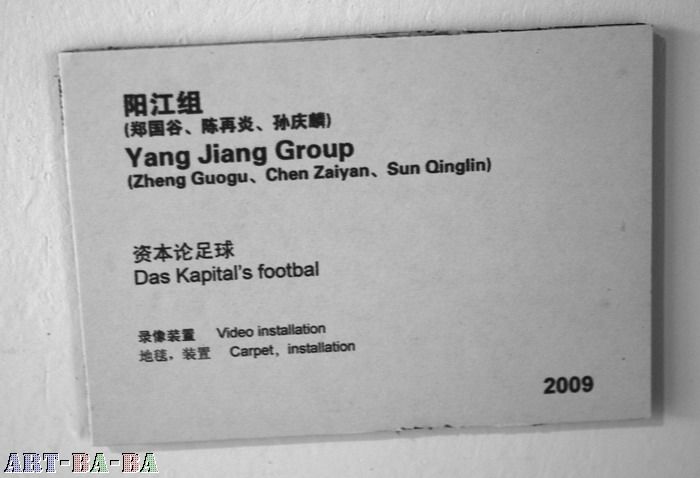 阳江组
(郑国谷、陈再炎、孙庆麟)
Yang Jiang Group
(Zheng Guogu、Chen Zaiyan、Sun Qinglin)
资本论足球
Das Kapital's footbal
录像装置 Video installation
地毯，装置 Carpet，installation
2009
ART-BA-BA